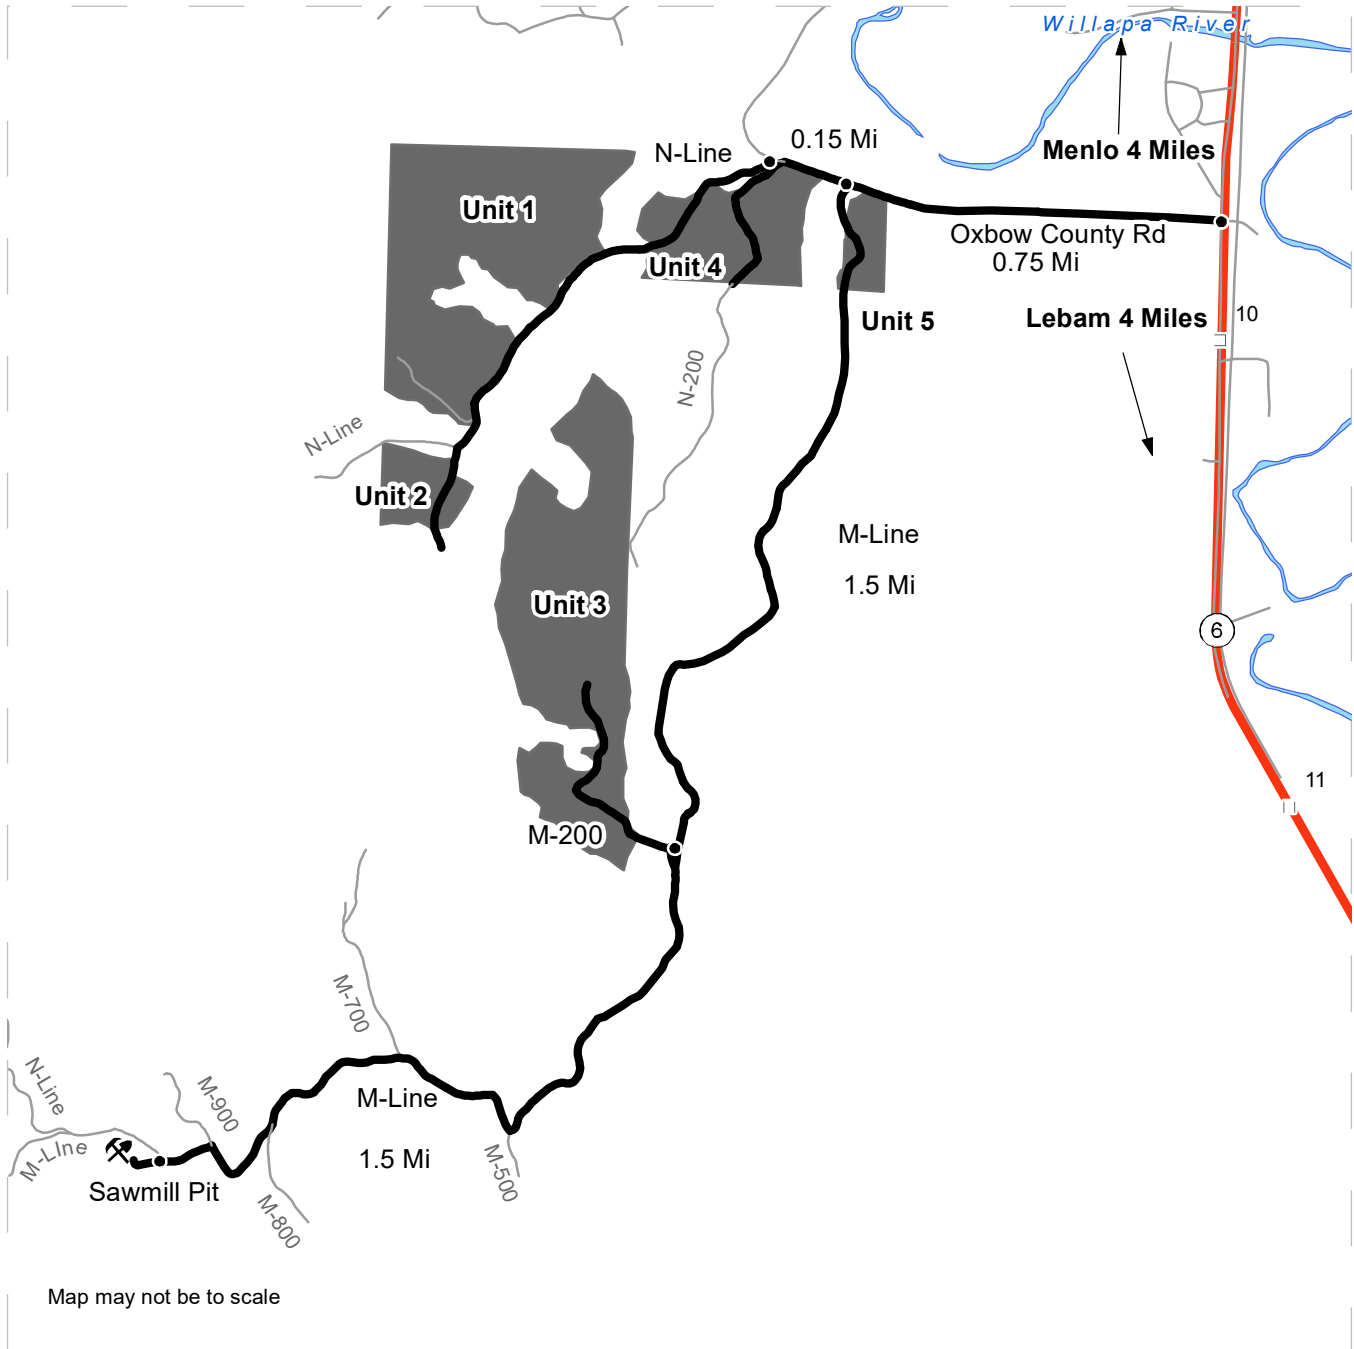 Willapa River
0.15 Mi
N-Line
Menlo 4 Miles
Unit 1
Oxbow County Rd
0.75 Mi
Unit 4
Lebam 4 Miles
10
Unit 5
N-200
N-Line
Unit 2
M-Line
1.5 Mi
Unit 3
6
11
M-200
M-700
N-Line
M-900
M-Line
M-LIne
1.5 Mi
M-500
Sawmill Pit
M-800
Map may not be to scale